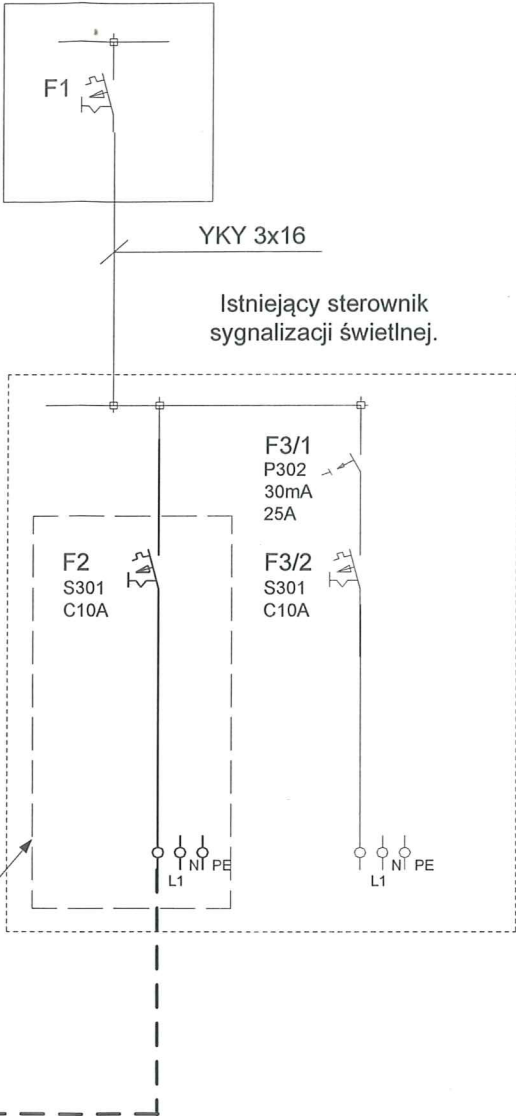 F1
YKY 3x16
Istniejący sterownik
sygnalizacji świetlnej.
F3/1
P302
30mA
25A
F2
S301
C10A
F3/2
S301
C10A
L1 N PE
L1 N PE